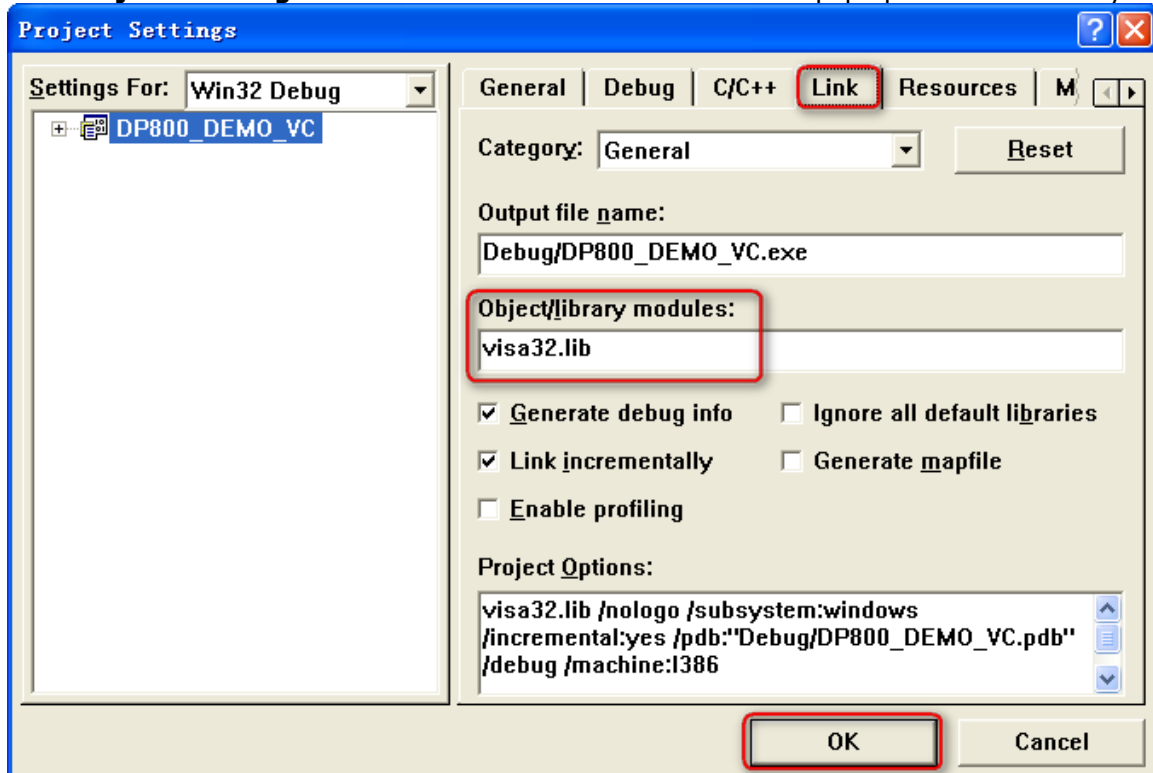 Project Settings
Settings For: Win32 Debug
DP800_DEMO_VC
General Debug C/C++ Link Resources M
Category: General Reset
Output file name:
Debug/DP800_DEMO_VC.exe
Object/library modules:
visa32.lib
Generate debug info Ignore all default libraries
Link incrementally Generate mapfile
Enable profiling
Project Options:
visa32.lib /nologo /subsystem:windows
/incremental:yes /pdb:"Debug/DP800_DEMO_VC.pdb"
/debug /machine:I386
OK Cancel